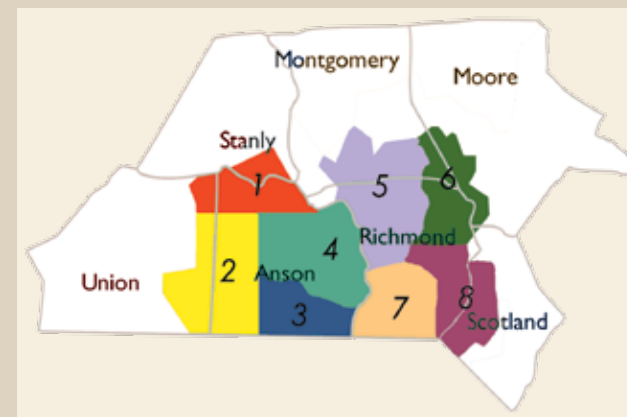 Montgomery
Moore
Stanly
1
5
6
Richmond
4
2
Anson
Union
8
3
7
Scotland